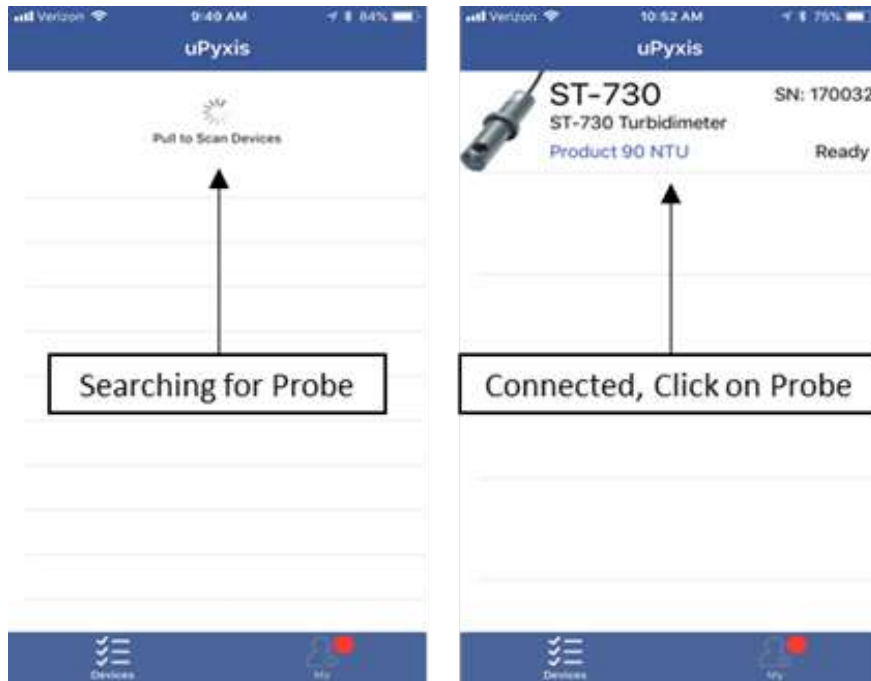 Verizon 9:49 AM 84%
uPyxis
Pull to Scan Devices
Searching for Probe
Devices My
Verizon 10:52 AM 75%
uPyxis
ST-730 SN: 170032
ST-730 Turbidimeter
Product 90 NTU Ready
Connected, Click on Probe
Devices My